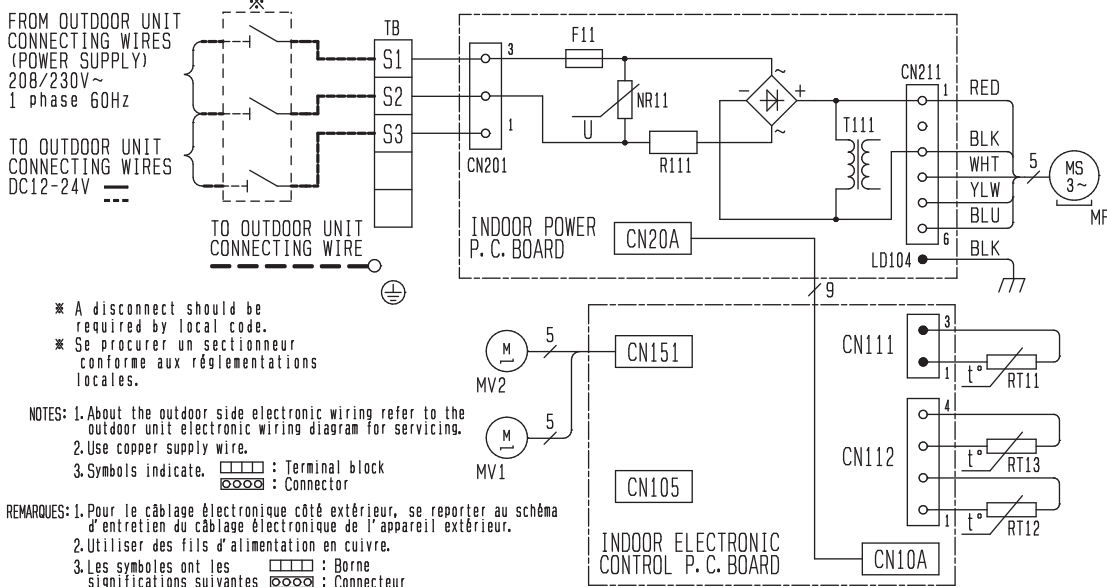 ※
FROM OUTDOOR UNIT
CONNECTING WIRES
(POWER SUPPLY)
208/230V~
1 phase 60Hz
TO OUTDOOR UNIT
CONNECTING WIRES
DC12-24V
TB
S1
S2
S3
TO OUTDOOR UNIT
CONNECTING WIRE
3
1
CN201
F11
NR11
U
R111
~
-
+
~
T111
CN211
1
6
RED
BLK
WHT
YLW
BLU
BLK
5
MS
3~
MF
LD104
INDOOR POWER
P. C. BOARD
CN20A
9
※ A disconnect should be
required by local code.
※ Se procurer un sectionneur
conforme aux réglementations
locales.
NOTES: 1. About the outdoor side electronic wiring refer to the
outdoor unit electronic wiring diagram for servicing.
2. Use copper supply wire.
3. Symbols indicate. : Terminal block
: Connector
REMARQUES: 1. Pour le câblage électronique côté extérieur, se reporter au schéma
d'entretien du câblage électronique de l'appareil extérieur.
2. Utiliser des fils d'alimentation en cuivre.
3. Les symboles ont les : Borne
significations suivantes : Connecteur
M
5
MV2
M
5
MV1
CN151
CN105
CN111
3
1
t°
RT11
CN112
4
1
t°
RT13
t°
RT12
INDOOR ELECTRONIC
CONTROL P. C. BOARD
CN10A